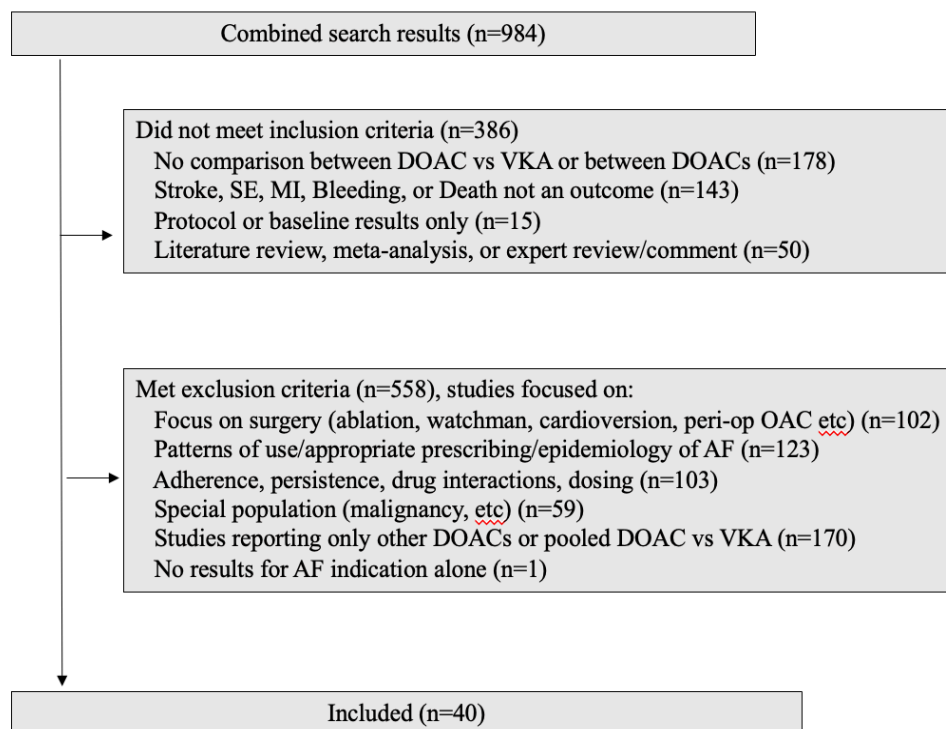 Combined search results (n=984)
Did not meet inclusion criteria (n=386)
No comparison between DOAC vs VKA or between DOACs (n=178)
Stroke, SE, MI, Bleeding, or Death not an outcome (n=143)
Protocol or baseline results only (n=15)
Literature review, meta-analysis, or expert review/comment (n=50)
Met exclusion criteria (n=558), studies focused on:
Focus on surgery (ablation, watchman, cardioversion, peri-op OAC etc) (n=102)
Patterns of use/appropriate prescribing/epidemiology of AF (n=123)
Adherence, persistence, drug interactions, dosing (n=103)
Special population (malignancy, etc) (n=59)
Studies reporting only other DOACs or pooled DOAC vs VKA (n=170)
No results for AF indication alone (n=1)
Included (n=40)